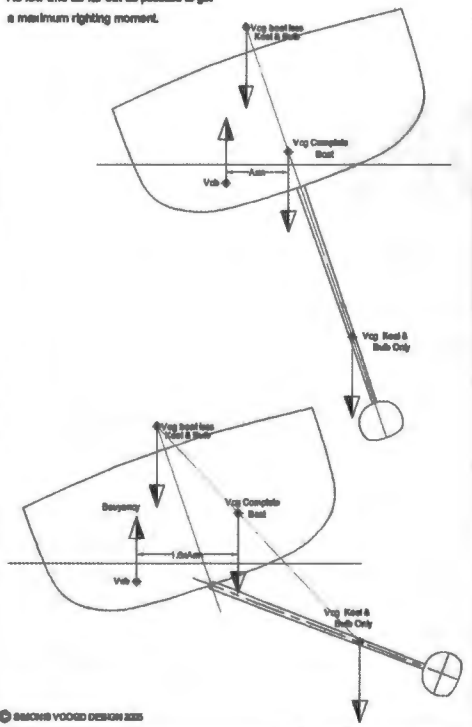 a maximum righting moment.
Vcg boat less
Keel & Bulb
Vcg Complete
Boat
Arm
Vcb
Vcg Keel &
Bulb Only
Vcg boat less
Keel & Bulb
Vcg Complete
Boat
Buoyancy
Vcb
Vcg Keel &
Bulb Only
© SIMONIS VOOGD DESIGN